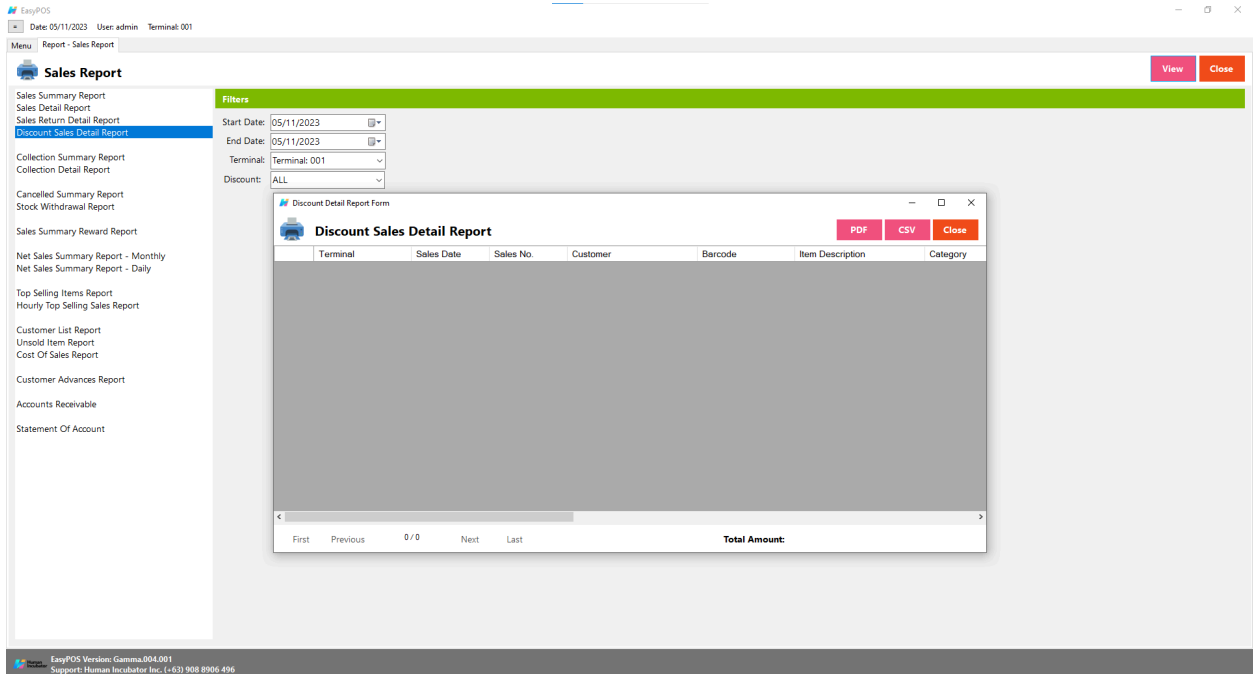 EasyPOS
Date: 05/11/2023 User: admin Terminal: 001
Menu Report - Sales Report
Sales Report
View Close
Sales Summary Report
Sales Detail Report
Sales Return Detail Report
Discount Sales Detail Report
Collection Summary Report
Collection Detail Report
Cancelled Summary Report
Stock Withdrawal Report
Sales Summary Reward Report
Net Sales Summary Report - Monthly
Net Sales Summary Report - Daily
Top Selling Items Report
Hourly Top Selling Sales Report
Customer List Report
Unsold Item Report
Cost Of Sales Report
Customer Advances Report
Accounts Receivable
Statement Of Account
Filters
Start Date: 05/11/2023
End Date: 05/11/2023
Terminal: Terminal: 001
Discount: ALL
Discount Detail Report Form
Discount Sales Detail Report
PDF CSV Close
Terminal Sales Date Sales No. Customer Barcode Item Description Category
First Previous 0 / 0 Next Last Total Amount:
Human Incubator
EasyPOS Version: Gamma.004.001
Support: Human Incubator Inc. (+63) 908 8906 496